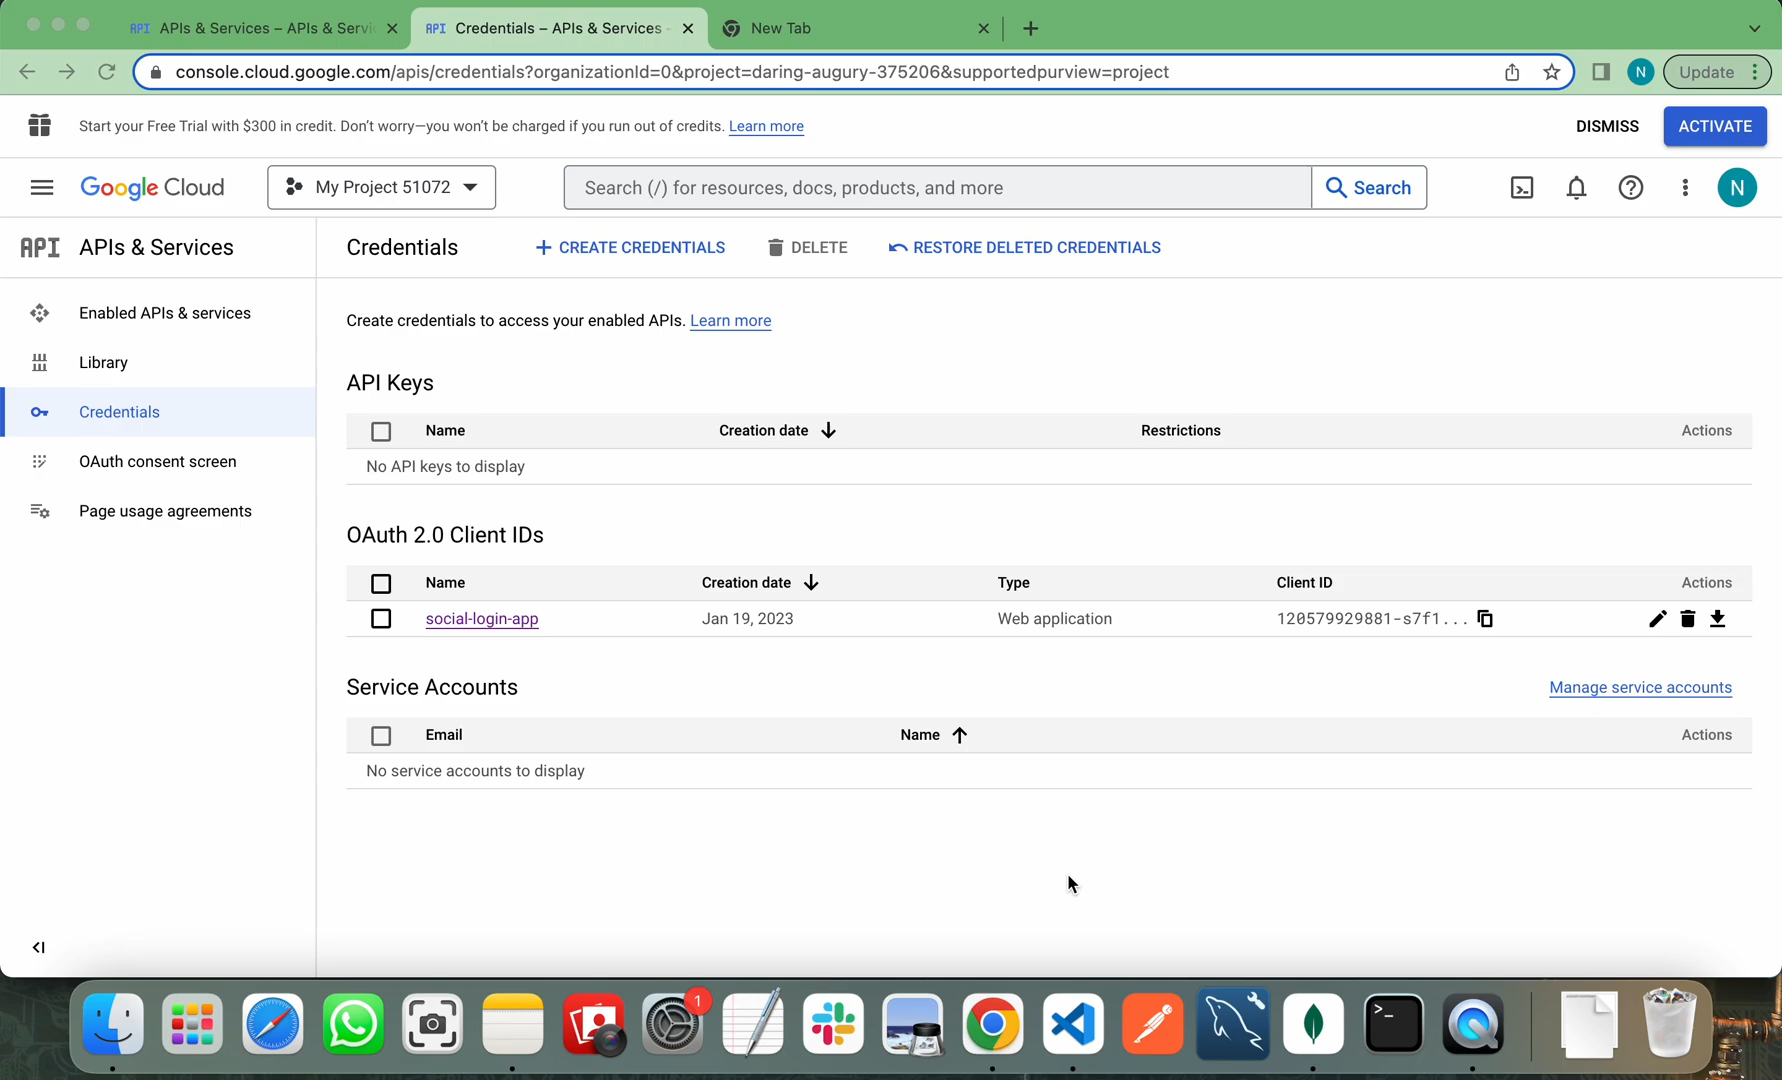 API APIs & Services – APIs & Servi
API Credentials – APIs & Services -
New Tab
console.cloud.google.com/apis/credentials?organizationId=0&project=daring-augury-375206&supportedpurview=project
N
Update
Start your Free Trial with $300 in credit. Don't worry—you won't be charged if you run out of credits. Learn more
DISMISS
ACTIVATE
Google Cloud
My Project 51072
Search (/) for resources, docs, products, and more
Search
N
API APIs & Services
Credentials
CREATE CREDENTIALS
DELETE
RESTORE DELETED CREDENTIALS
Enabled APIs & services
Library
Credentials
OAuth consent screen
Page usage agreements
Create credentials to access your enabled APIs. Learn more
API Keys
Name Creation date Restrictions Actions
No API keys to display
OAuth 2.0 Client IDs
Name Creation date Type Client ID Actions
social-login-app Jan 19, 2023 Web application 120579929881-s7f1...
Service Accounts
Manage service accounts
Email Name Actions
No service accounts to display
1